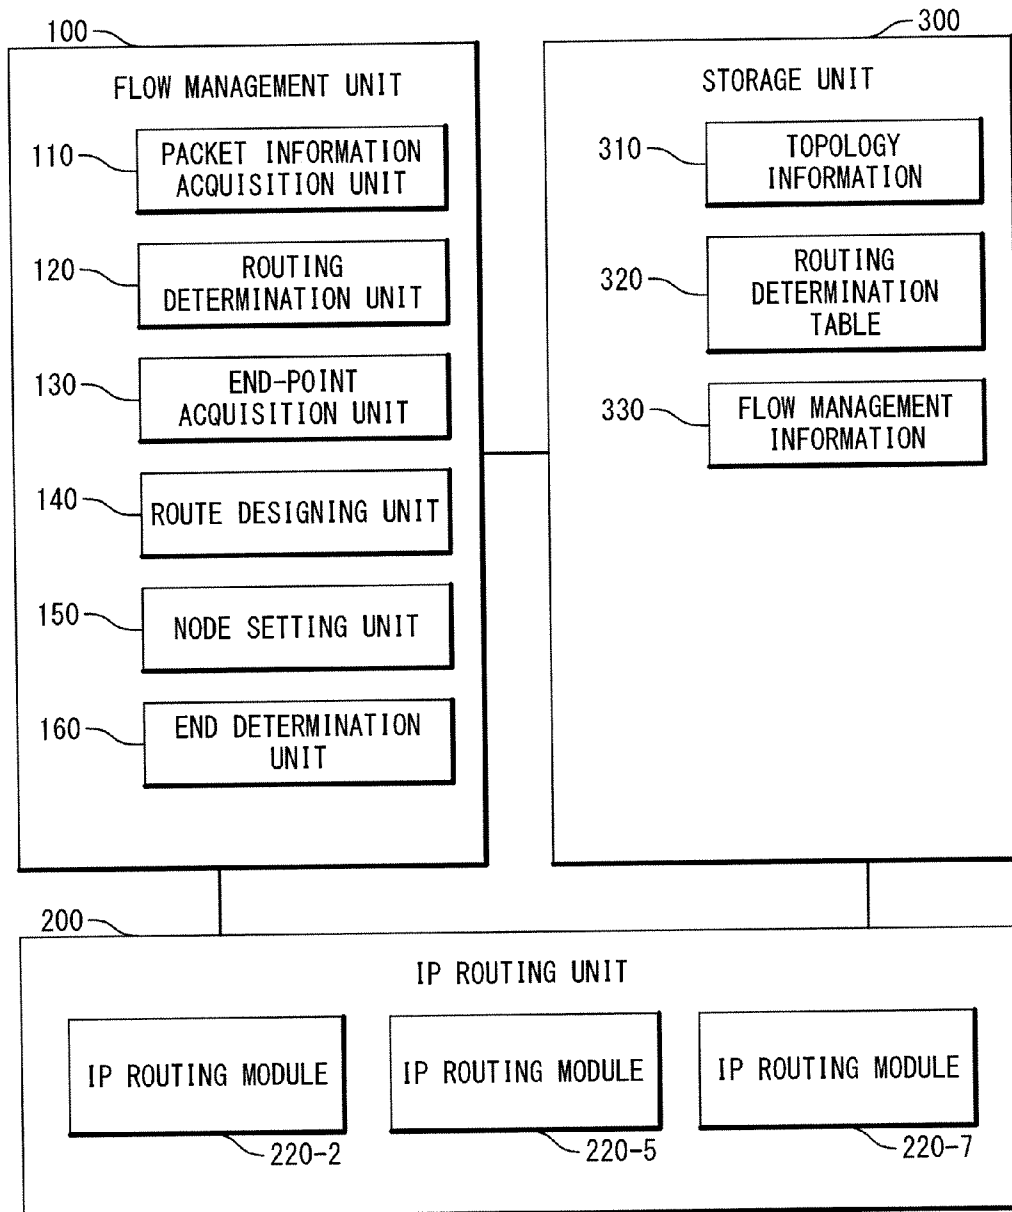 100
FLOW MANAGEMENT UNIT
110
PACKET INFORMATION
ACQUISITION UNIT
120
ROUTING
DETERMINATION UNIT
130
END-POINT
ACQUISITION UNIT
140
ROUTE DESIGNING UNIT
150
NODE SETTING UNIT
160
END DETERMINATION
UNIT
300
STORAGE UNIT
310
TOPOLOGY
INFORMATION
320
ROUTING
DETERMINATION
TABLE
330
FLOW MANAGEMENT
INFORMATION
200
IP ROUTING UNIT
IP ROUTING MODULE
220-2
IP ROUTING MODULE
220-5
IP ROUTING MODULE
220-7